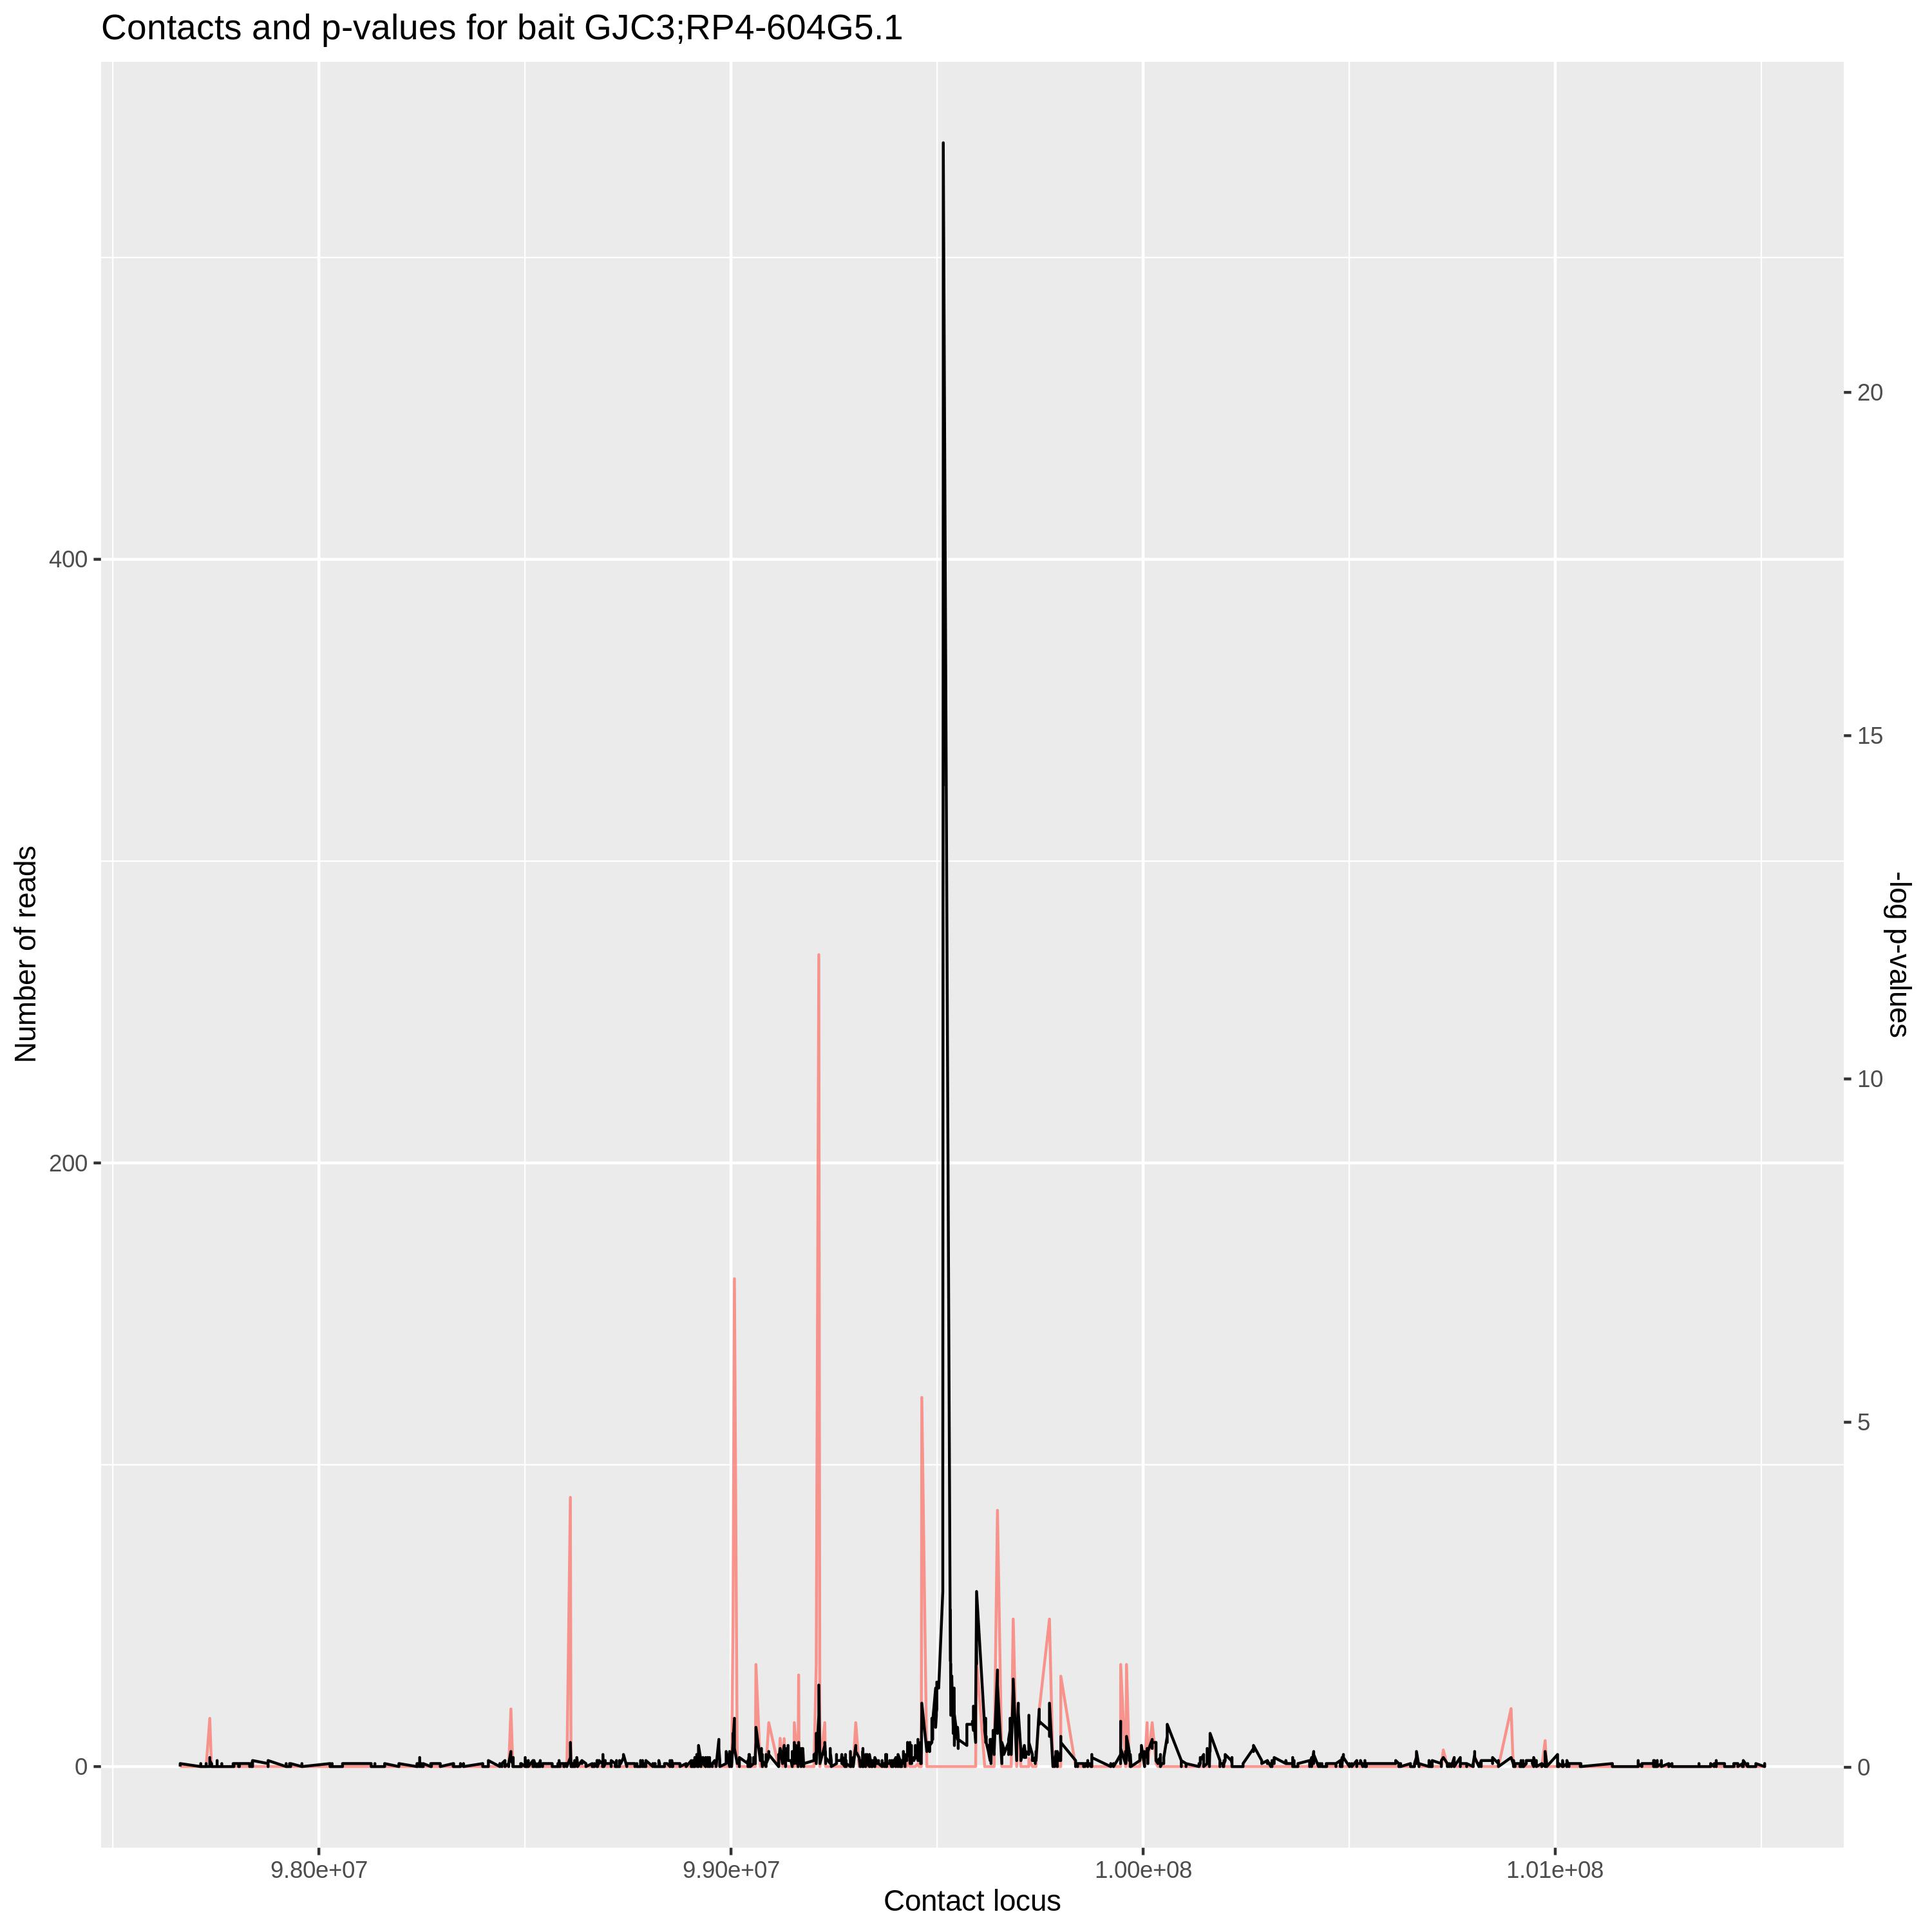 Contacts and p-values for bait GJC3;RP4-604G5.1
400
200
0
Number of reads
20
15
10
5
0
-log p-values
9.80e+07 9.90e+07 1.00e+08 1.01e+08
Contact locus